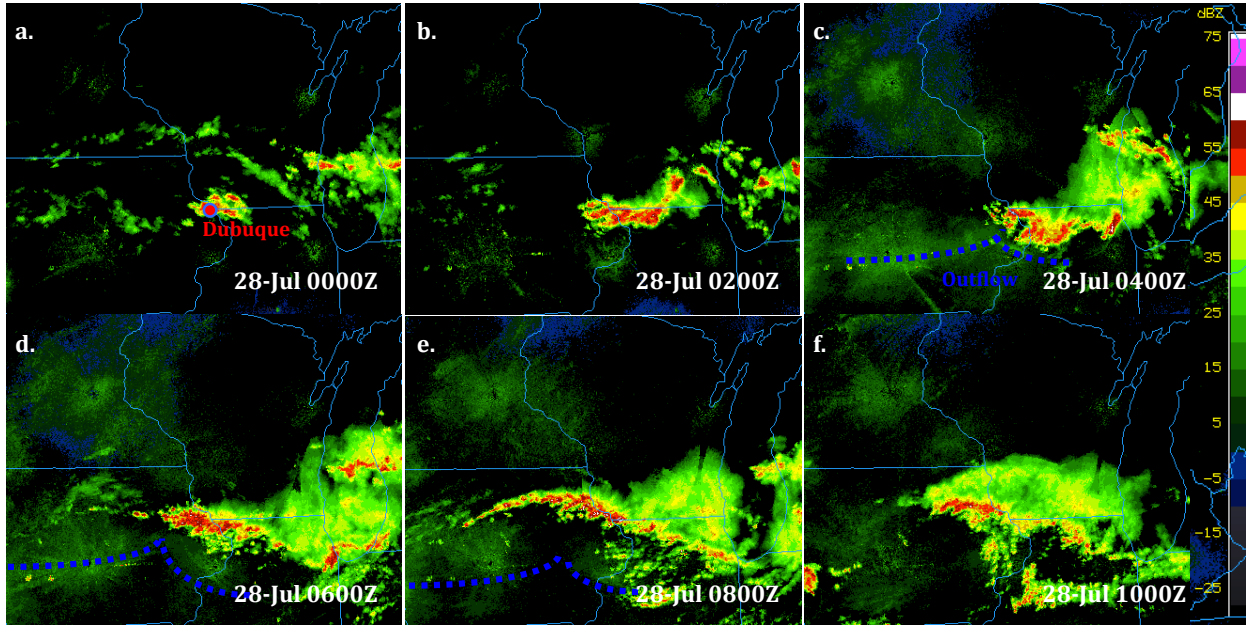 a.
b.
c.
dBZ
75
65
55
45
35
25
15
5
-5
-15
-25
Dubuque
Outflow
28-Jul 0000Z
28-Jul 0200Z
28-Jul 0400Z
d.
e.
f.
28-Jul 0600Z
28-Jul 0800Z
28-Jul 1000Z